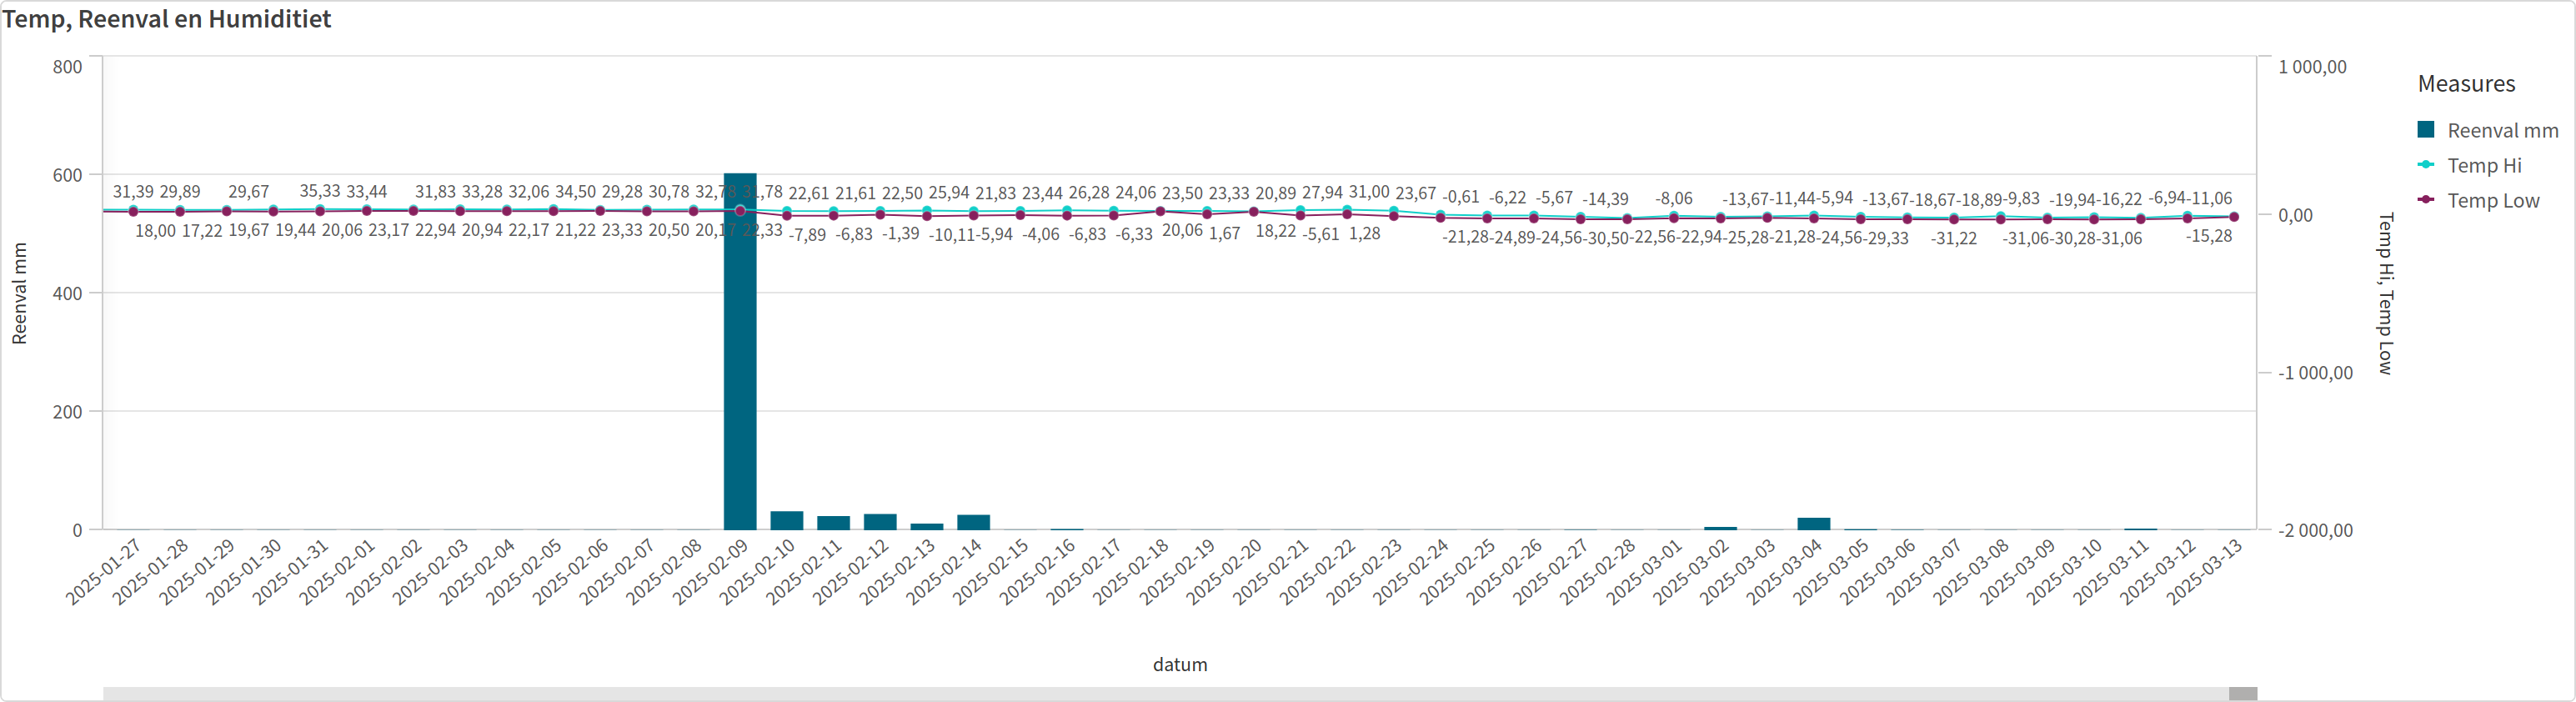 Temp, Reenval en Humiditiet
800
600
400
200
0
Reenval mm
1 000,00
0,00
-1 000,00
-2 000,00
Temp Hi, Temp Low
Measures
Reenval mm
Temp Hi
Temp Low
31,39 29,89 29,67 35,33 33,44 31,83 33,28 32,06 34,50 29,28 30,78 32,78 31,78 22,61 21,61 22,50 25,94 21,83 23,44 26,28 24,06 23,50 23,33 20,89 27,94 31,00 23,67 -0,61 -6,22 -5,67 -14,39 -8,06 -13,67 -11,44 -5,94 -13,67 -18,67 -18,89 -9,83 -19,94 -16,22 -6,94 -11,06
18,00 17,22 19,67 19,44 20,06 23,17 22,94 20,94 22,17 21,22 23,33 20,50 20,17 22,33 -7,89 -6,83 -1,39 -10,11 -5,94 -4,06 -6,83 -6,33 20,06 1,67 18,22 -5,61 1,28 -21,28 -24,89 -24,56 -30,50 -22,56 -22,94 -25,28 -21,28 -24,56 -29,33 -31,22 -31,06 -30,28 -31,06 -15,28
2025-01-27 2025-01-28 2025-01-29 2025-01-30 2025-01-31 2025-02-01 2025-02-02 2025-02-03 2025-02-04 2025-02-05 2025-02-06 2025-02-07 2025-02-08 2025-02-09 2025-02-10 2025-02-11 2025-02-12 2025-02-13 2025-02-14 2025-02-15 2025-02-16 2025-02-17 2025-02-18 2025-02-19 2025-02-20 2025-02-21 2025-02-22 2025-02-23 2025-02-24 2025-02-25 2025-02-26 2025-02-27 2025-02-28 2025-03-01 2025-03-02 2025-03-03 2025-03-04 2025-03-05 2025-03-06 2025-03-07 2025-03-08 2025-03-09 2025-03-10 2025-03-11 2025-03-12 2025-03-13
datum